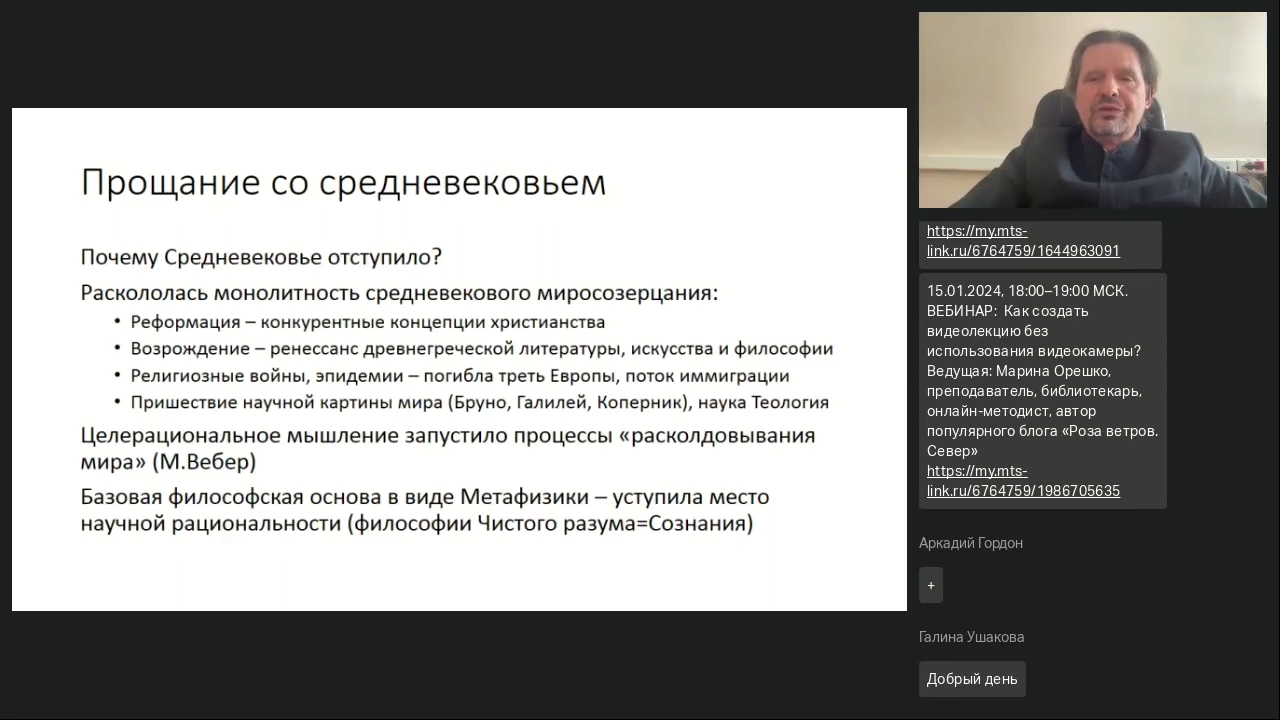 Прощание со средневековьем
Почему Средневековье отступило?
Раскололась монолитность средневекового миросозерцания:
• Реформация – конкурентные концепции христианства
• Возрождение – ренессанс древнегреческой литературы, искусства и философии
• Религиозные войны, эпидемии – погибла треть Европы, поток иммиграции
• Пришествие научной картины мира (Бруно, Галилей, Коперник), наука Теология
Целерациональное мышление запустило процессы «расколдовывания
мира» (М.Вебер)
Базовая философская основа в виде Метафизики – уступила место
научной рациональности (философии Чистого разума=Сознания)
https://my.mts-
link.ru/6764759/1644963091
15.01.2024, 18:00–19:00 МСК.
ВЕБИНАР: Как создать
видеолекцию без
использования видеокамеры?
Ведущая: Марина Орешко,
преподаватель, библиотекарь,
онлайн-методист, автор
популярного блога «Роза ветров.
Север»
https://my.mts-
link.ru/6764759/1986705635
Аркадий Гордон
+
Галина Ушакова
Добрый день